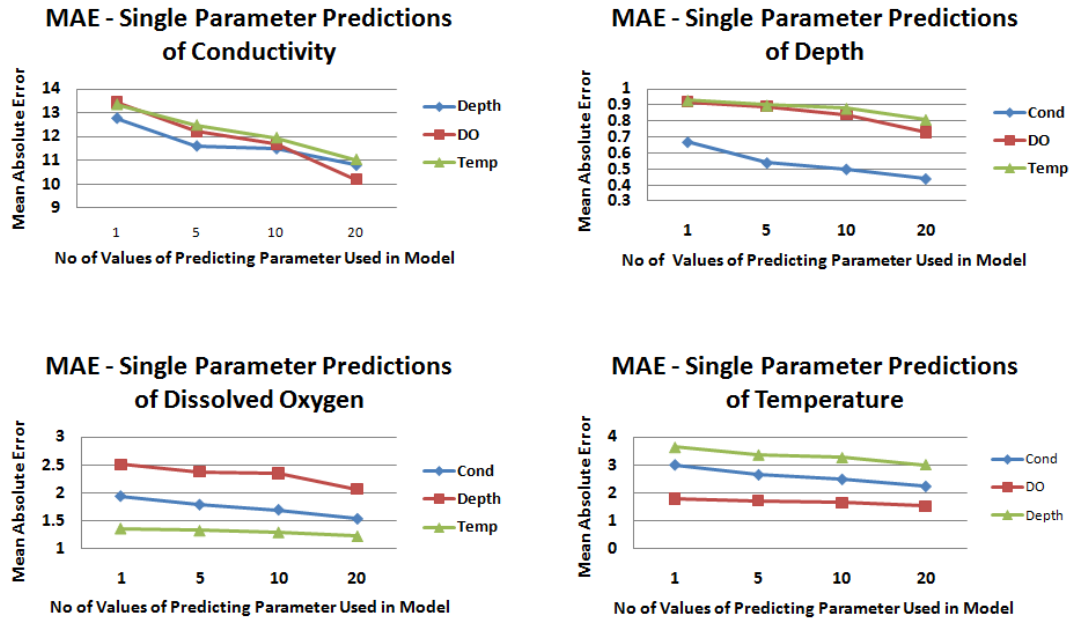 MAE - Single Parameter Predictions
of Conductivity
Mean Absolute Error
14
13
12
11
10
9
1 5 10 20
No of Values of Predicting Parameter Used in Model
Depth
DO
Temp
MAE - Single Parameter Predictions
of Depth
Mean Absolute Error
1
0.9
0.8
0.7
0.6
0.5
0.4
0.3
1 5 10 20
No of Values of Predicting Parameter Used in Model
Cond
DO
Temp
MAE - Single Parameter Predictions
of Dissolved Oxygen
Mean Absolute Error
3
2.5
2
1.5
1
1 5 10 20
No of Values of Predicting Parameter Used in Model
Cond
Depth
Temp
MAE - Single Parameter Predictions
of Temperature
Mean Absolute Error
4
3
2
1
0
1 5 10 20
No of Values of Predicting Parameter Used in Model
Cond
DO
Depth